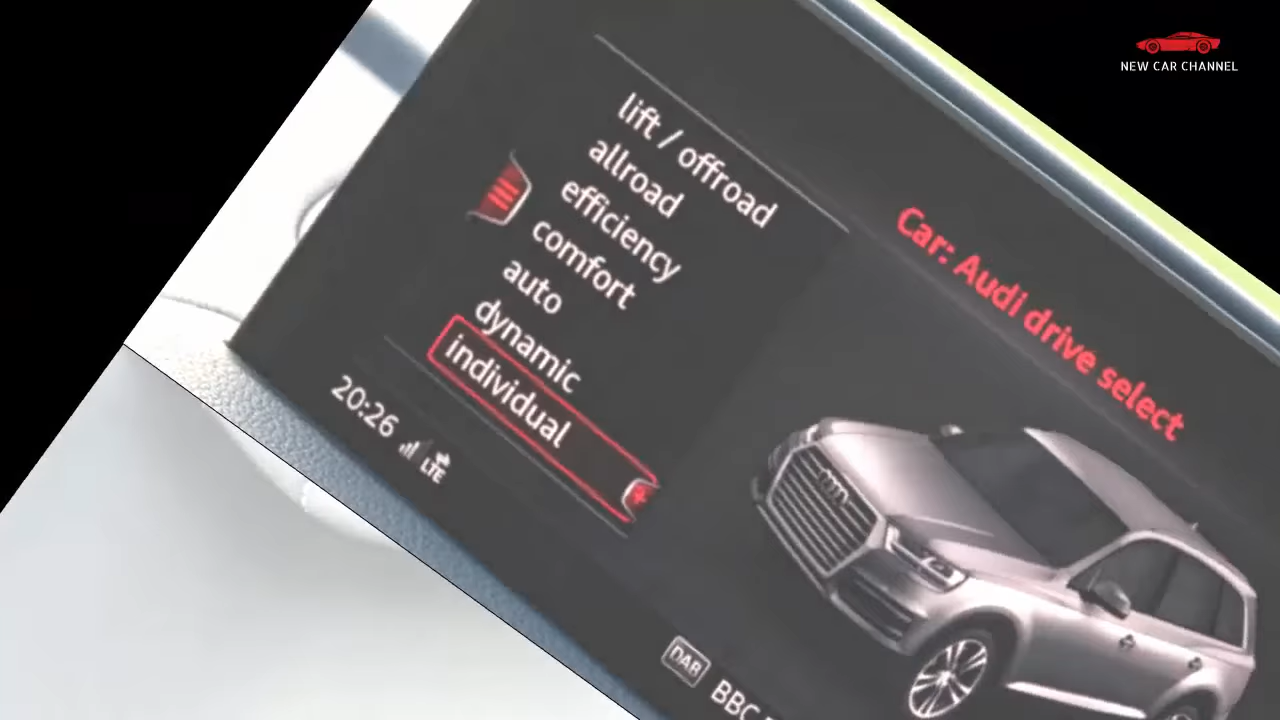 NEW CAR CHANNEL
Car: Audi drive select
lift / offroad
allroad
efficiency
comfort
auto
dynamic
individual
20:26
LTE
DAB
BBC